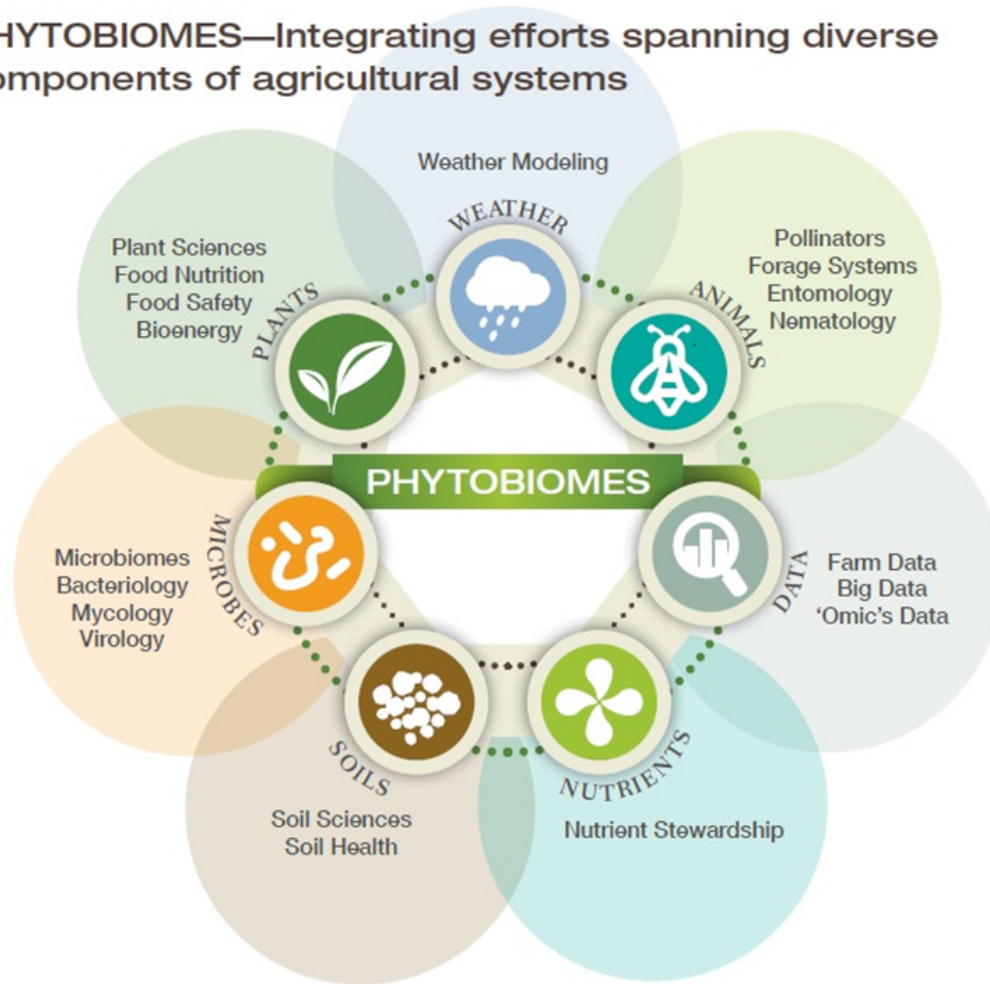 HYTOBIOMES—Integrating efforts spanning diverse
omponents of agricultural systems
Weather Modeling
WEATHER
Plant Sciences
Food Nutrition
Food Safety
Bioenergy
PLANTS
Pollinators
Forage Systems
Entomology
Nematology
ANIMALS
PHYTOBIOMES
Microbiomes
Bacteriology
Mycology
Virology
MICROBES
DATA
Farm Data
Big Data
‘Omic’s Data
SOILS
Soil Sciences
Soil Health
NUTRIENTS
Nutrient Stewardship